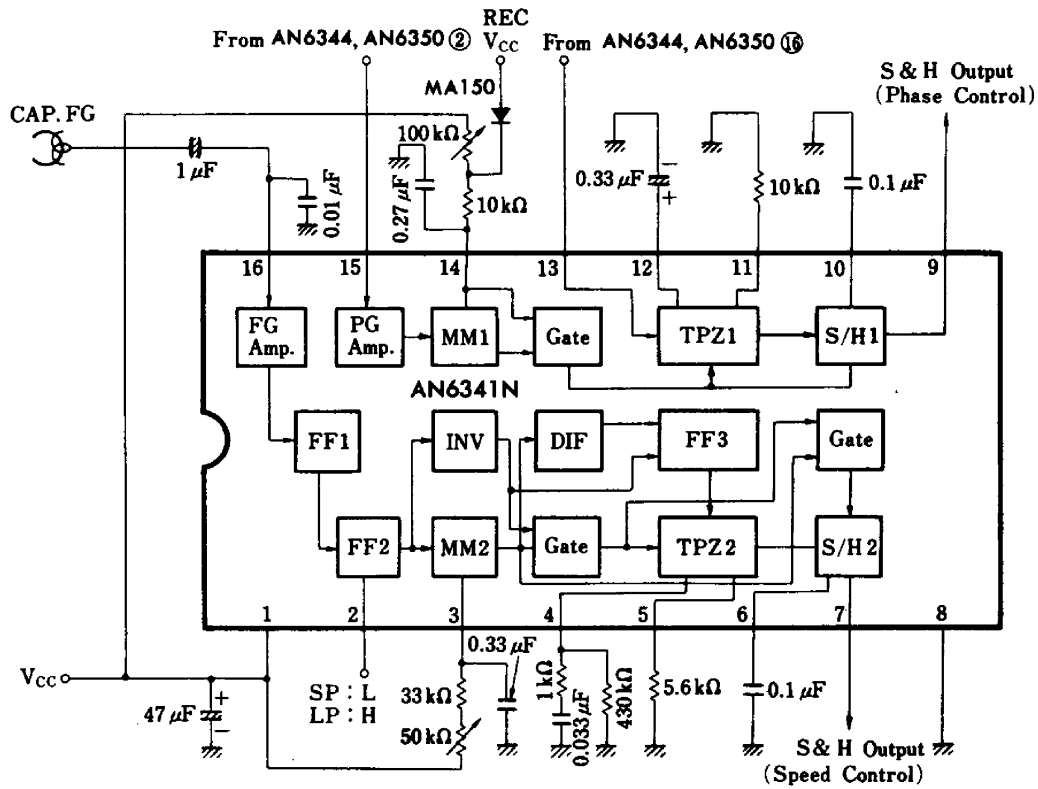 REC
From AN6344, AN6350 ② VCC From AN6344, AN6350 ⑯
S & H Output
(Phase Control)
MA150
CAP. FG
100 kΩ
1 μF
0.01 μF
0.27 μF
10 kΩ
0.33 μF
−
+
10 kΩ
0.1 μF
16 15 14 13 12 11 10 9
FG
Amp.
PG
Amp.
MM1
Gate
TPZ1
S/H1
AN6341N
FF1
INV
DIF
FF3
Gate
FF2
MM2
Gate
TPZ2
S/H2
1 2 3 4 5 6 7 8
VCC
47 μF
+
−
SP : L
LP : H
0.33 μF
33 kΩ
50 kΩ
1 kΩ
0.033 μF
430 kΩ
5.6 kΩ
0.1 μF
S & H Output
(Speed Control)